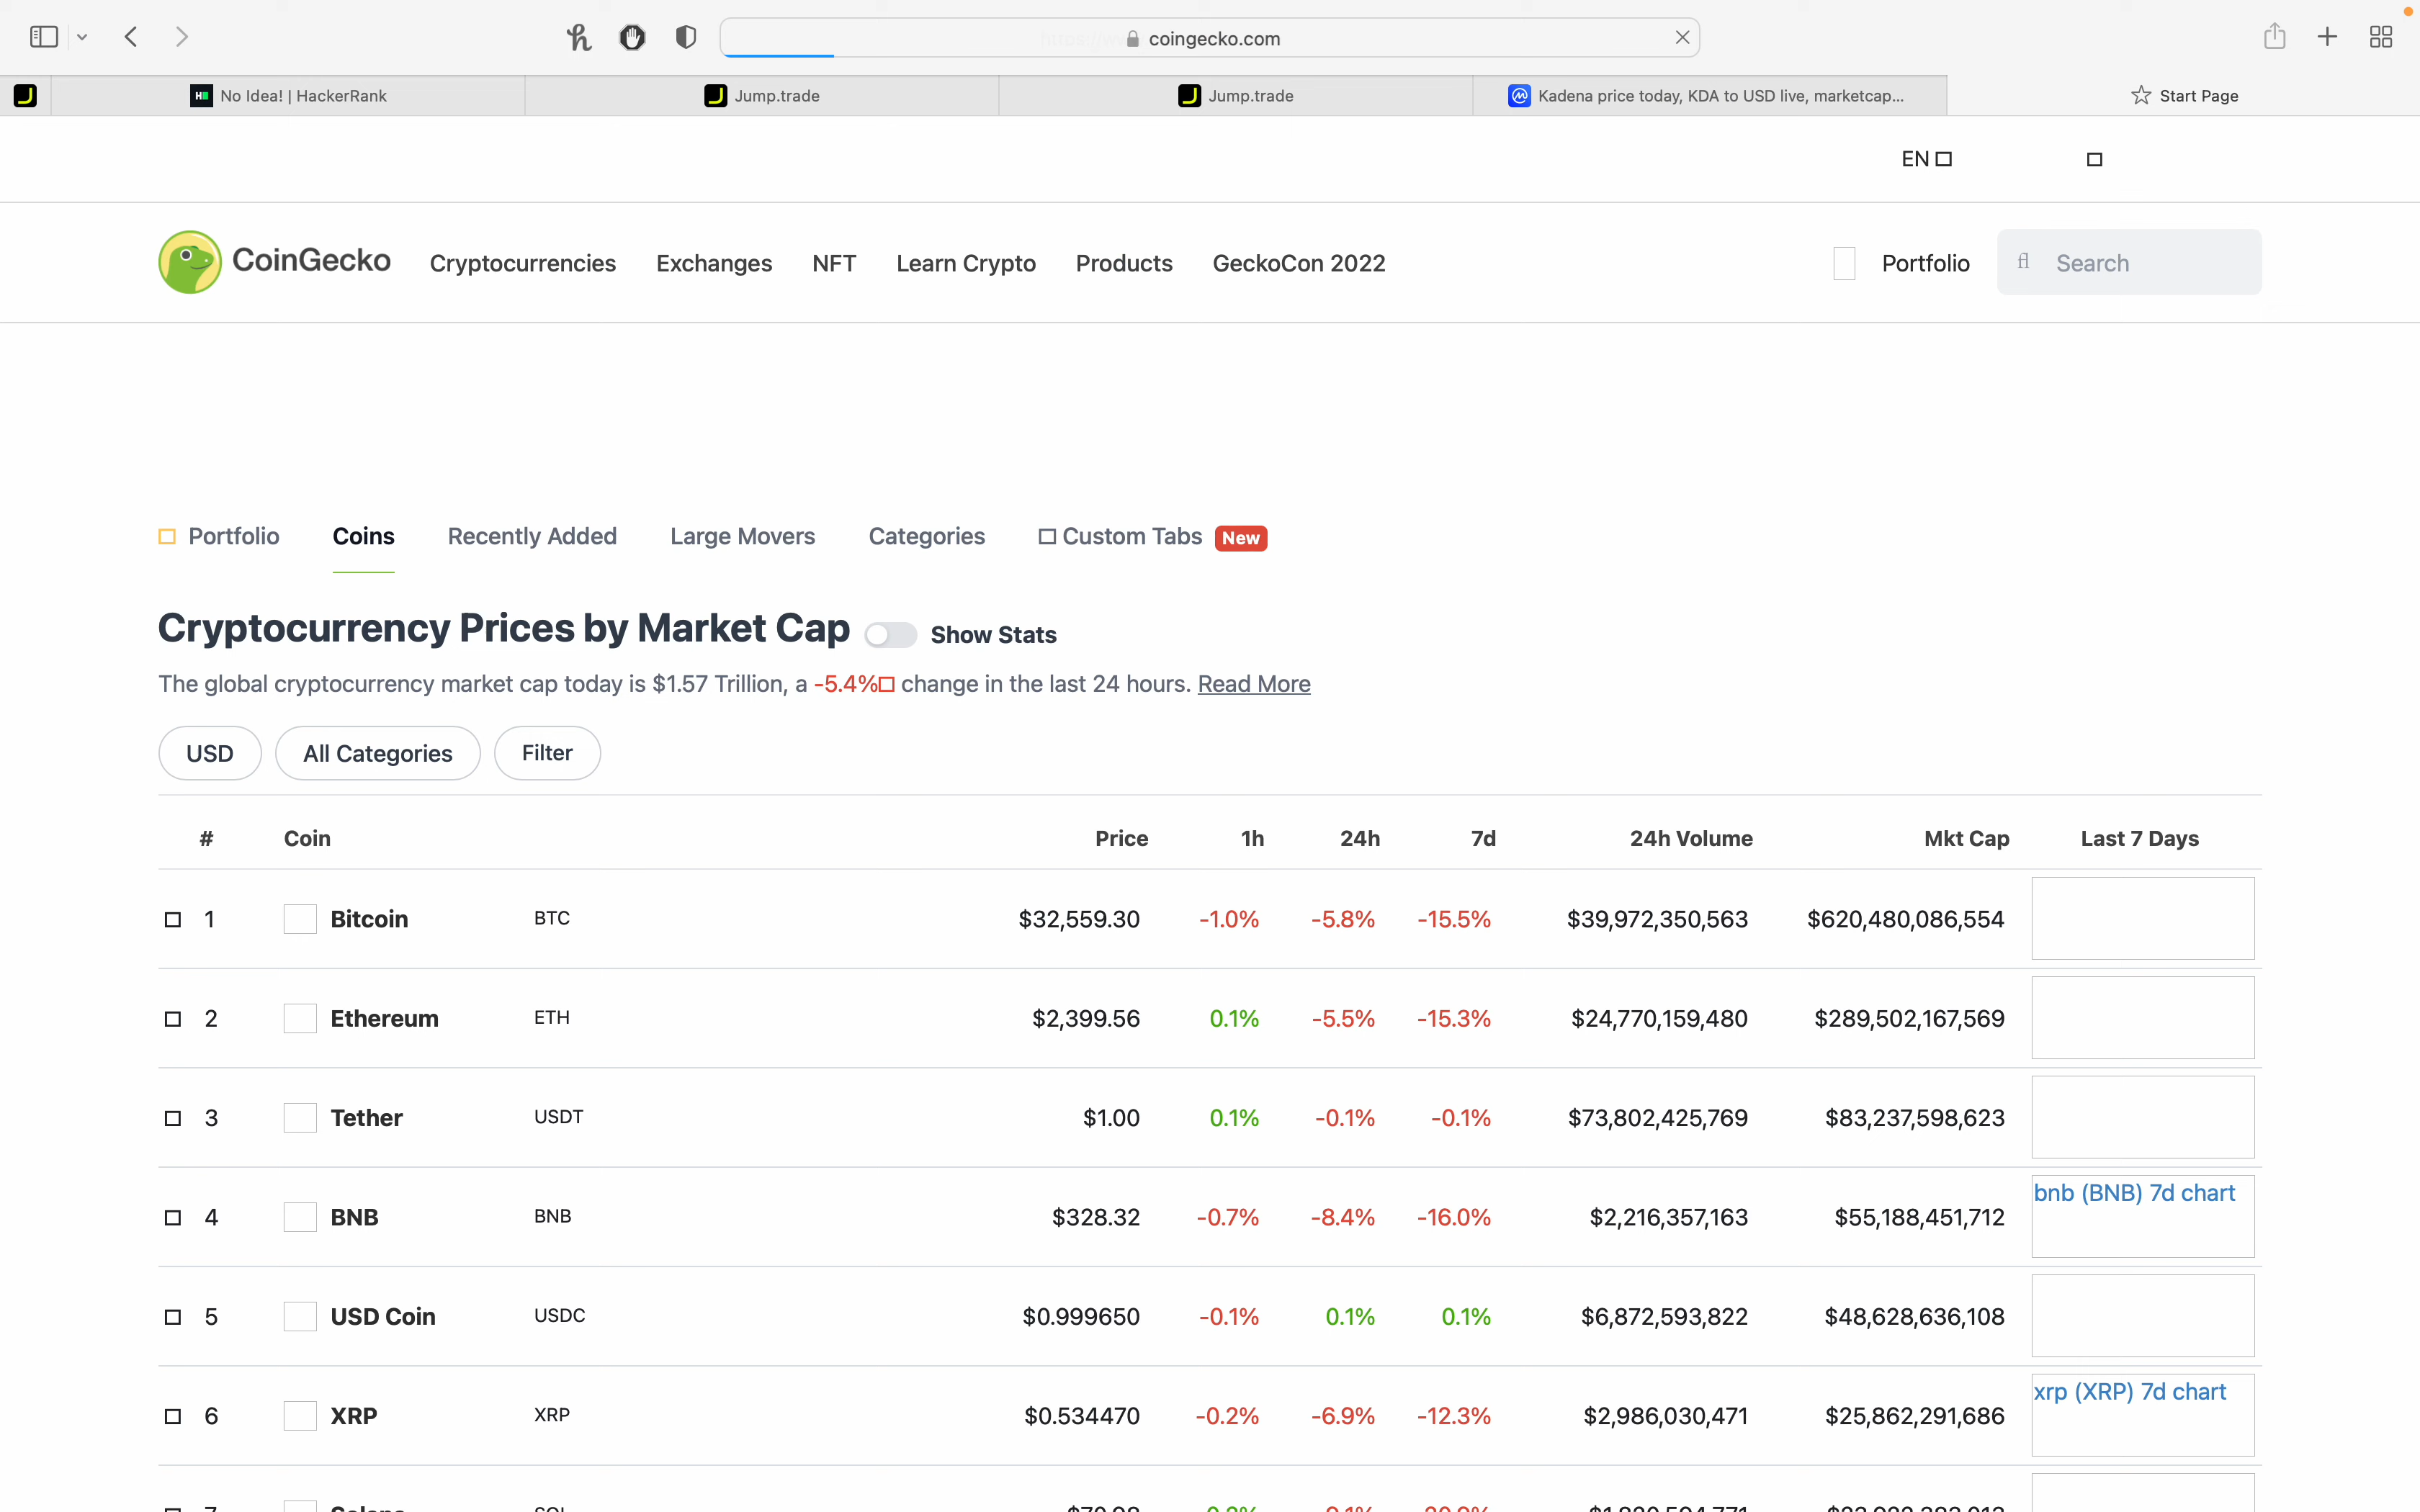 coingecko.com
No Idea! | HackerRank
Jump.trade
Jump.trade
Kadena price today, KDA to USD live, marketcap...
Start Page
EN
CoinGecko
Cryptocurrencies
Exchanges
NFT
Learn Crypto
Products
GeckoCon 2022
Portfolio
Search
Portfolio
Coins
Recently Added
Large Movers
Categories
Custom Tabs New
Cryptocurrency Prices by Market Cap
Show Stats
The global cryptocurrency market cap today is $1.57 Trillion, a -5.4% change in the last 24 hours. Read More
USD
All Categories
Filter
# Coin Price 1h 24h 7d 24h Volume Mkt Cap Last 7 Days
1 Bitcoin BTC $32,559.30 -1.0% -5.8% -15.5% $39,972,350,563 $620,480,086,554
2 Ethereum ETH $2,399.56 0.1% -5.5% -15.3% $24,770,159,480 $289,502,167,569
3 Tether USDT $1.00 0.1% -0.1% -0.1% $73,802,425,769 $83,237,598,623
4 BNB BNB $328.32 -0.7% -8.4% -16.0% $2,216,357,163 $55,188,451,712 bnb (BNB) 7d chart
5 USD Coin USDC $0.999650 -0.1% 0.1% 0.1% $6,872,593,822 $48,628,636,108
6 XRP XRP $0.534470 -0.2% -6.9% -12.3% $2,986,030,471 $25,862,291,686 xrp (XRP) 7d chart